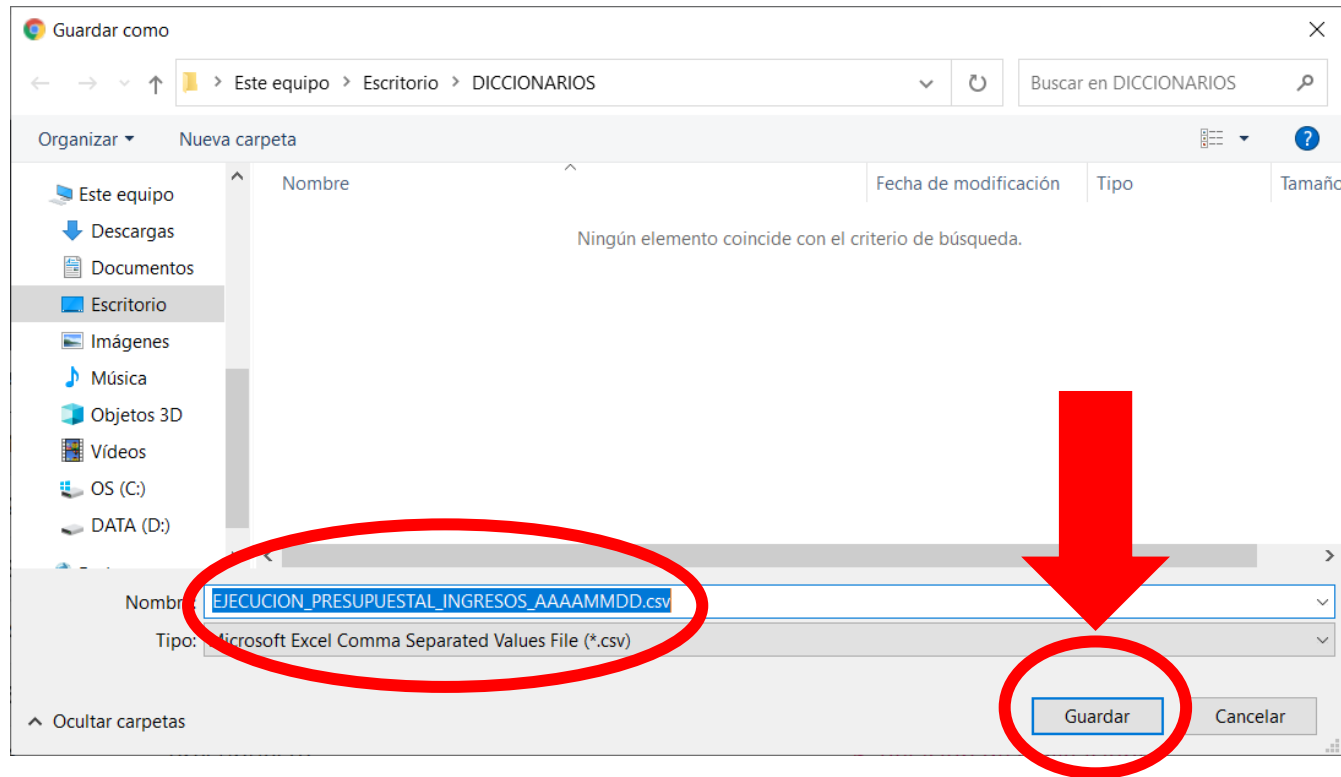 Guardar como
Este equipo > Escritorio > DICCIONARIOS
Buscar en DICCIONARIOS
Organizar
Nueva carpeta
?
Nombre
Fecha de modificación
Tipo
Tamaño
Ningún elemento coincide con el criterio de búsqueda.
Este equipo
Descargas
Documentos
Escritorio
Imágenes
Música
Objetos 3D
Vídeos
OS (C:)
DATA (D:)
Nombre: EJECUCION_PRESUPUESTAL_INGRESOS_AAAAMMDD.csv
Tipo: Microsoft Excel Comma Separated Values File (*.csv)
Ocultar carpetas
Guardar
Cancelar